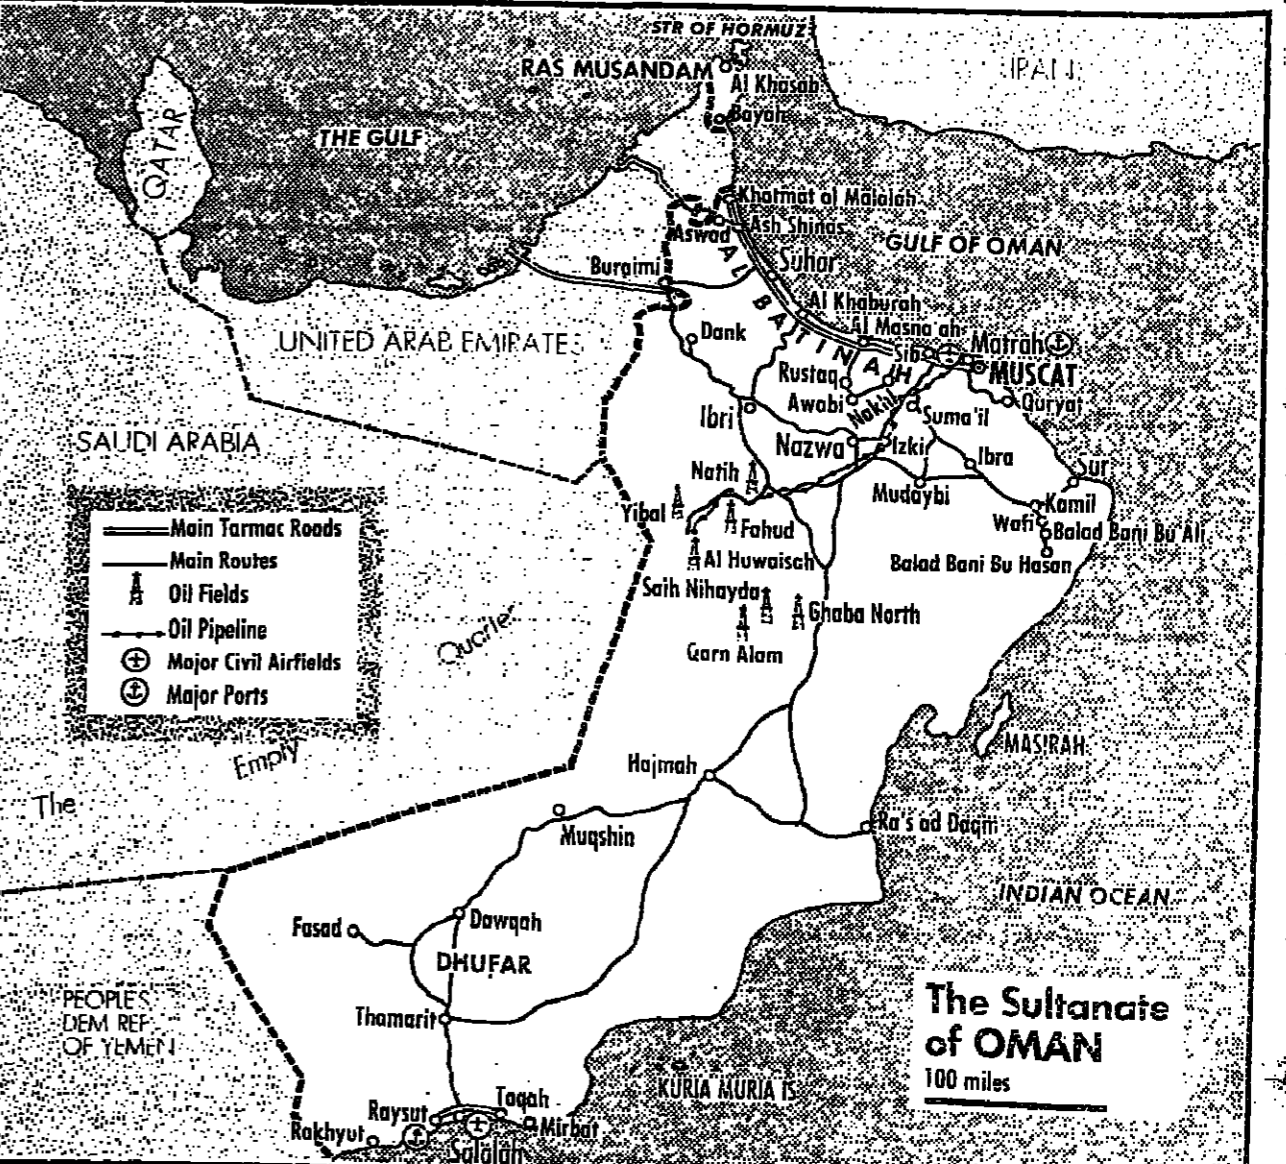 STR OF HORMUZ
IRAN
RAS MUSANDAM
Al Khasab
Bayah
QATAR
THE GULF
Khatmat al Malalah
Ash Shinas
Aswad
GULF OF OMAN
Suhar
Buraimi
AL BATINAH
Al Khaburah
Al Masna ah
Dank
UNITED ARAB EMIRATES
Sib
Matrah
MUSCAT
Rustaq
Awabi
Nakhl
Quryat
Suma'il
Ibri
SAUDI ARABIA
Nazwa
Izki
Ibra
Sur
Natih
Mudaybi
Kamil
Yibal
Wafi
Fahud
Balad Bani Bu Ali
Main Tarmac Roads
Main Routes
Oil Fields
Oil Pipeline
Major Civil Airfields
Major Ports
Al Huwaisah
Balad Bani Bu Hasan
Saih Nihayda
Ghaba North
Qarn Alam
The Empty Quarter
MASIRAH
Hajmah
Muqshin
Ra's ad Daqm
INDIAN OCEAN
Fasad
Dawqah
DHUFAR
PEOPLES
DEM REP
OF YEMEN
Thamarit
The Sultanate
of OMAN
100 miles
KURIA MURIA IS
Raysut
Taqah
Rakhyut
Mirbat
Salalah